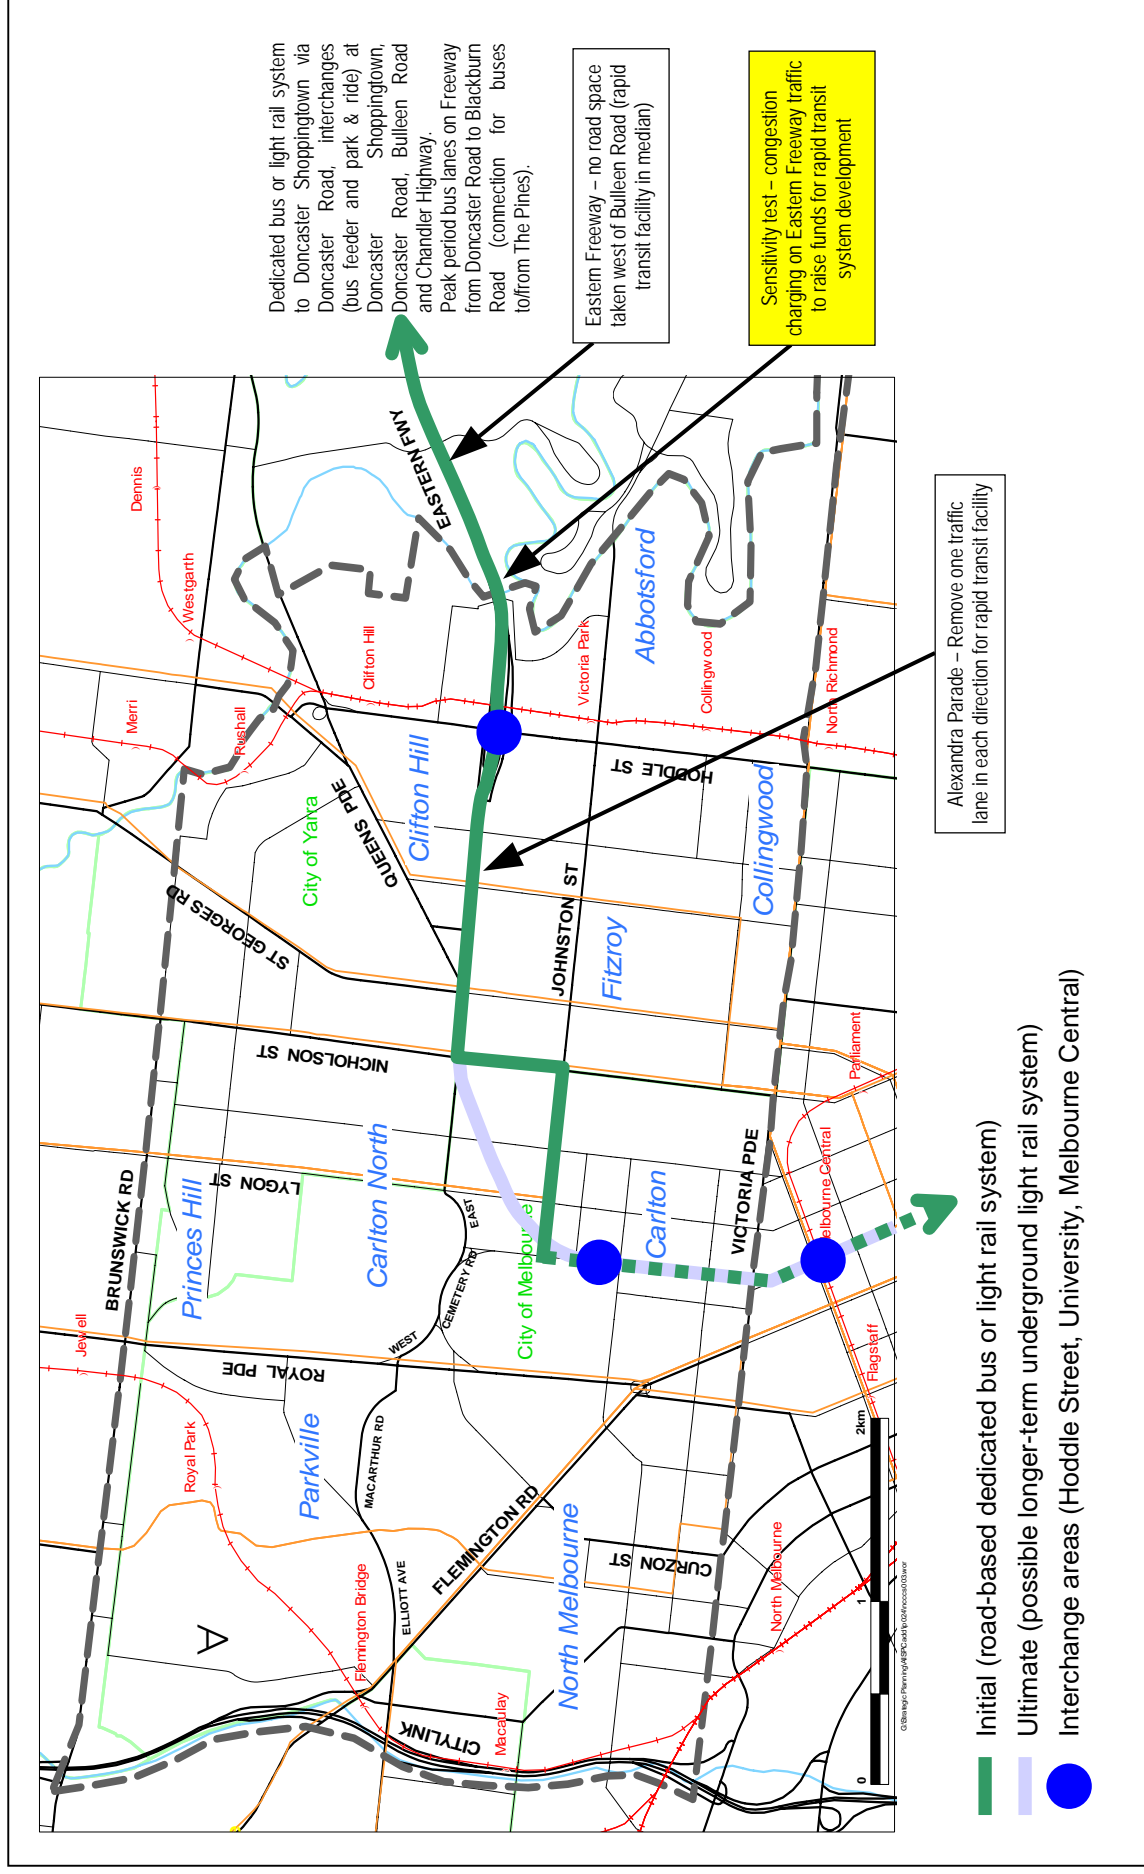 Dedicated bus or light rail system
to Doncaster Shoppingtown via
Doncaster Road, interchanges
(bus feeder and park & ride) at
Doncaster Shoppingtown,
Doncaster Road, Bulleen Road
and Chandler Highway.
Peak period bus lanes on Freeway
from Doncaster Road to Blackburn
Road (connection for buses
to/from The Pines).
Eastern Freeway – no road space
taken west of Bulleen Road (rapid
transit facility in median)
Sensitivity test – congestion
charging on Eastern Freeway traffic
to raise funds for rapid transit
system development
Alexandra Parade – Remove one traffic
lane in each direction for rapid transit facility
Dennis
Westgarth
Merri
Rushall
Clifton Hill
Victoria Park
Collingwood
North Richmond
EASTERN FWY
Abbotsford
HODDLE ST
City of Yarra
QUEENS PDE
Clifton Hill
Collingwood
ST GEORGES RD
JOHNSTON ST
Fitzroy
NICHOLSON ST
Parliament
BRUNSWICK RD
Princes Hill
LYGON ST
Carlton North
EAST
CEMETERY RD
WEST
City of Melbourne
Carlton
VICTORIA PDE
elbourne Central
Jewell
ROYAL PDE
Flagstaff
Royal Park
Parkville
MACARTHUR RD
FLEMINGTON RD
North Melbourne
CURZON ST
North Melbourne
A
Flemington Bridge
ELLIOTT AVE
CITYLINK
Macaulay
0 1 2km
Initial (road-based dedicated bus or light rail system)
Ultimate (possible longer-term underground light rail system)
Interchange areas (Hoddle Street, University, Melbourne Central)